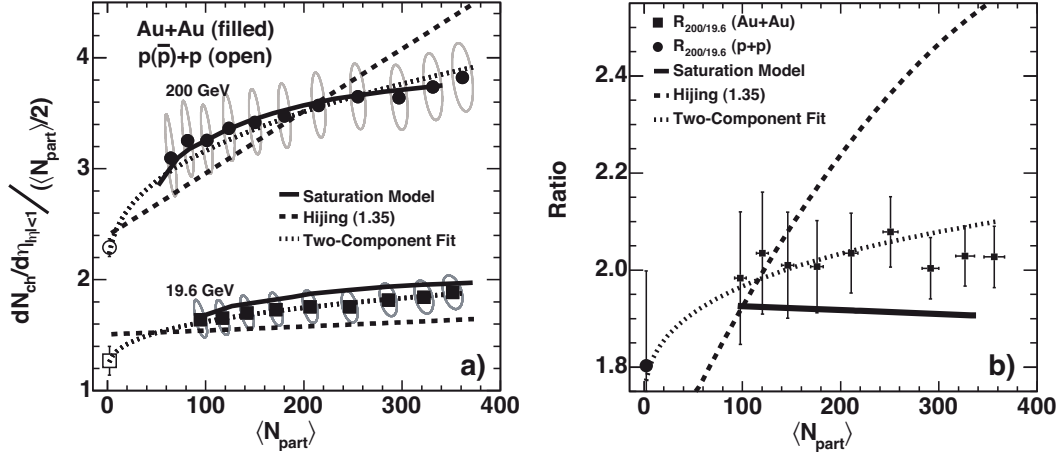 dN_ch/dη_|η|<1 / (⟨N_part⟩/2)
4
3
2
1
Au+Au (filled)
p(p̄)+p (open)
200 GeV
Saturation Model
Hijing (1.35)
Two-Component Fit
19.6 GeV
a)
0 100 200 300 400
⟨N_part⟩
Ratio
2.4
2.2
2.0
1.8
R_200/19.6 (Au+Au)
R_200/19.6 (p+p)
Saturation Model
Hijing (1.35)
Two-Component Fit
b)
0 100 200 300 400
⟨N_part⟩